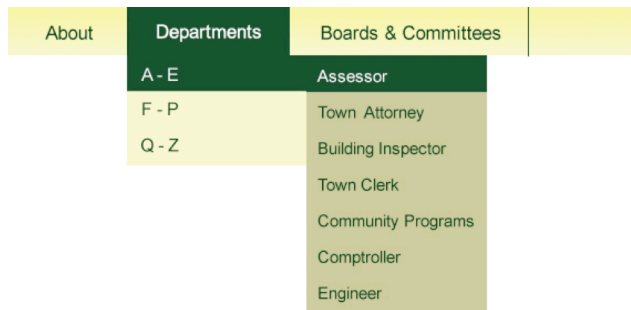 About Departments Boards & Committees
A - E
F - P
Q - Z
Assessor
Town Attorney
Building Inspector
Town Clerk
Community Programs
Comptroller
Engineer